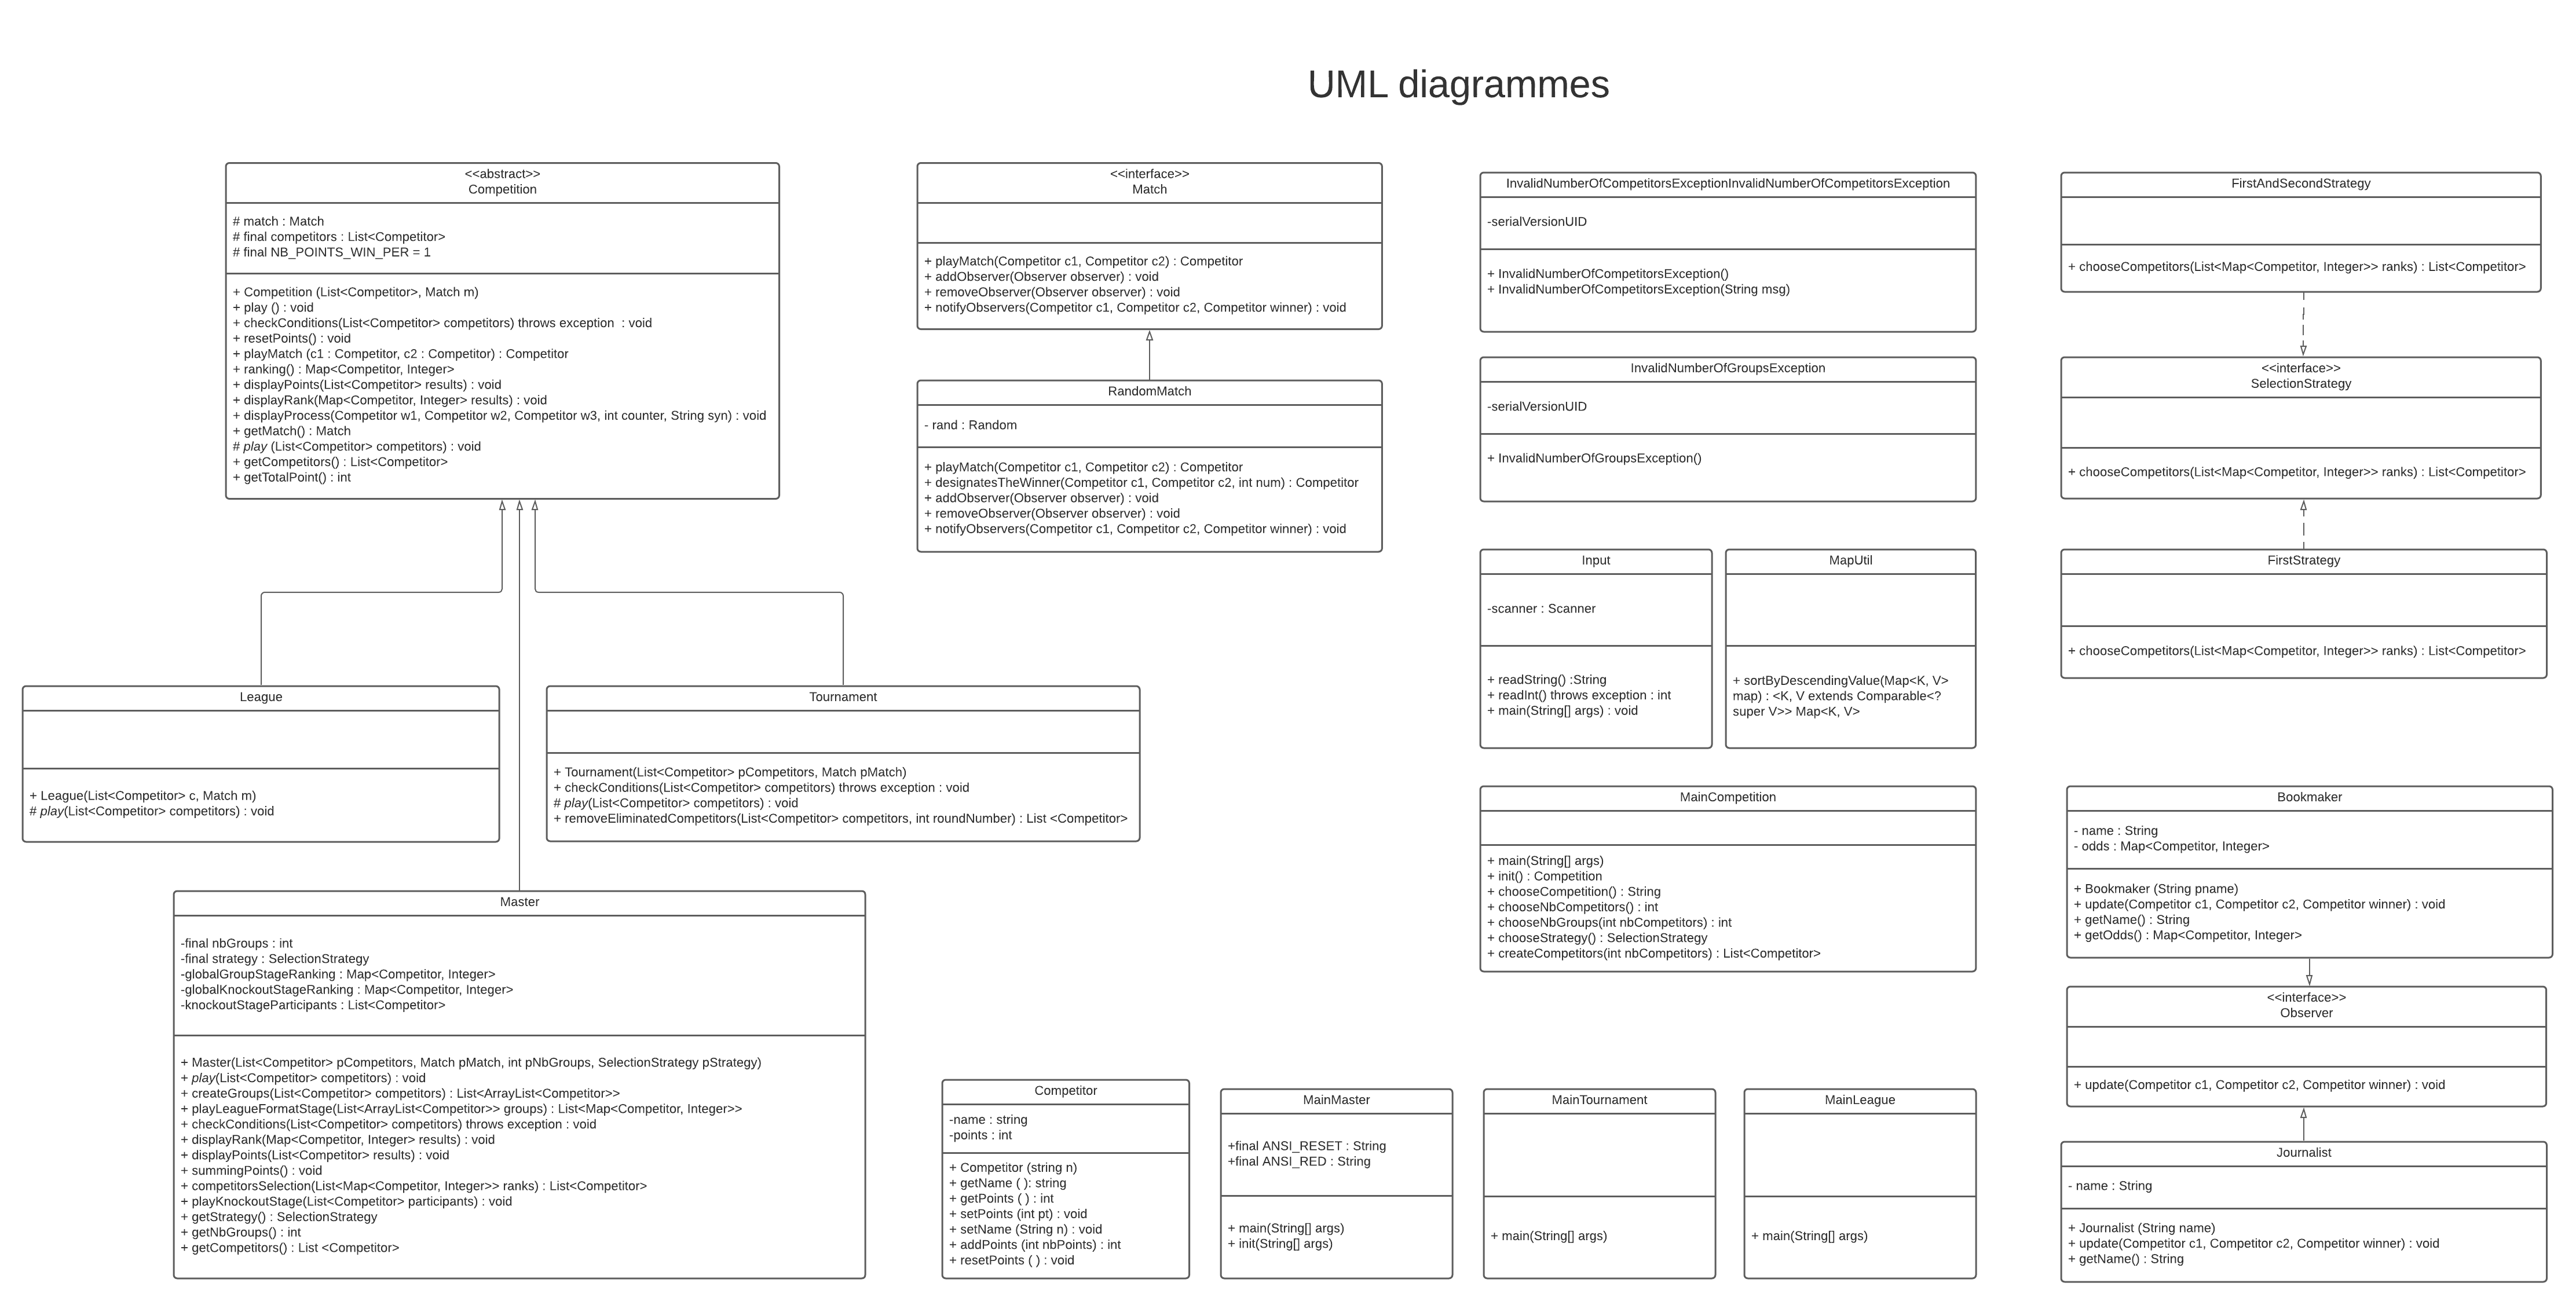 UML diagrammes
<<abstract>>
Competition
# match : Match
# final competitors : List<Competitor>
# final NB_POINTS_WIN_PER = 1
+ Competition (List<Competitor>, Match m)
+ play () : void
+ checkConditions(List<Competitor> competitors) throws exception  : void
+ resetPoints() : void
+ playMatch (c1 : Competitor, c2 : Competitor) : Competitor
+ ranking() : Map<Competitor, Integer>
+ displayPoints(List<Competitor> results) : void
+ displayRank(Map<Competitor, Integer> results) : void
+ displayProcess(Competitor w1, Competitor w2, Competitor w3, int counter, String syn) : void
+ getMatch() : Match
# play (List<Competitor> competitors) : void
+ getCompetitors() : List<Competitor>
+ getTotalPoint() : int
<<interface>>
Match
+ playMatch(Competitor c1, Competitor c2) : Competitor
+ addObserver(Observer observer) : void
+ removeObserver(Observer observer) : void
+ notifyObservers(Competitor c1, Competitor c2, Competitor winner) : void
RandomMatch
- rand : Random
+ playMatch(Competitor c1, Competitor c2) : Competitor
+ designatesTheWinner(Competitor c1, Competitor c2, int num) : Competitor
+ addObserver(Observer observer) : void
+ removeObserver(Observer observer) : void
+ notifyObservers(Competitor c1, Competitor c2, Competitor winner) : void
InvalidNumberOfCompetitorsExceptionInvalidNumberOfCompetitorsException
-serialVersionUID
+ InvalidNumberOfCompetitorsException()
+ InvalidNumberOfCompetitorsException(String msg)
InvalidNumberOfGroupsException
-serialVersionUID
+ InvalidNumberOfGroupsException()
FirstAndSecondStrategy
+ chooseCompetitors(List<Map<Competitor, Integer>> ranks) : List<Competitor>
<<interface>>
SelectionStrategy
+ chooseCompetitors(List<Map<Competitor, Integer>> ranks) : List<Competitor>
FirstStrategy
+ chooseCompetitors(List<Map<Competitor, Integer>> ranks) : List<Competitor>
Input
-scanner : Scanner
+ readString() :String
+ readInt() throws exception : int
+ main(String[] args) : void
MapUtil
+ sortByDescendingValue(Map<K, V>
map) : <K, V extends Comparable<?
super V>> Map<K, V>
League
+ League(List<Competitor> c, Match m)
# play(List<Competitor> competitors) : void
Tournament
+ Tournament(List<Competitor> pCompetitors, Match pMatch)
+ checkConditions(List<Competitor> competitors) throws exception : void
# play(List<Competitor> competitors) : void
+ removeEliminatedCompetitors(List<Competitor> competitors, int roundNumber) : List <Competitor>
MainCompetition
+ main(String[] args)
+ init() : Competition
+ chooseCompetition() : String
+ chooseNbCompetitors() : int
+ chooseNbGroups(int nbCompetitors) : int
+ chooseStrategy() : SelectionStrategy
+ createCompetitors(int nbCompetitors) : List<Competitor>
Bookmaker
- name : String
- odds : Map<Competitor, Integer>
+ Bookmaker (String pname)
+ update(Competitor c1, Competitor c2, Competitor winner) : void
+ getName() : String
+ getOdds() : Map<Competitor, Integer>
<<interface>>
Observer
+ update(Competitor c1, Competitor c2, Competitor winner) : void
Journalist
- name : String
+ Journalist (String name)
+ update(Competitor c1, Competitor c2, Competitor winner) : void
+ getName() : String
Master
-final nbGroups : int
-final strategy : SelectionStrategy
-globalGroupStageRanking : Map<Competitor, Integer>
-globalKnockoutStageRanking : Map<Competitor, Integer>
-knockoutStageParticipants : List<Competitor>
+ Master(List<Competitor> pCompetitors, Match pMatch, int pNbGroups, SelectionStrategy pStrategy)
+ play(List<Competitor> competitors) : void
+ createGroups(List<Competitor> competitors) : List<ArrayList<Competitor>>
+ playLeagueFormatStage(List<ArrayList<Competitor>> groups) : List<Map<Competitor, Integer>>
+ checkConditions(List<Competitor> competitors) throws exception : void
+ displayRank(Map<Competitor, Integer> results) : void
+ displayPoints(List<Competitor> results) : void
+ summingPoints() : void
+ competitorsSelection(List<Map<Competitor, Integer>> ranks) : List<Competitor>
+ playKnockoutStage(List<Competitor> participants) : void
+ getStrategy() : SelectionStrategy
+ getNbGroups() : int
+ getCompetitors() : List <Competitor>
Competitor
-name : string
-points : int
+ Competitor (string n)
+ getName ( ): string
+ getPoints ( ) : int
+ setPoints (int pt) : void
+ setName (String n) : void
+ addPoints (int nbPoints) : int
+ resetPoints ( ) : void
MainMaster
+final ANSI_RESET : String
+final ANSI_RED : String
+ main(String[] args)
+ init(String[] args)
MainTournament
+ main(String[] args)
MainLeague
+ main(String[] args)